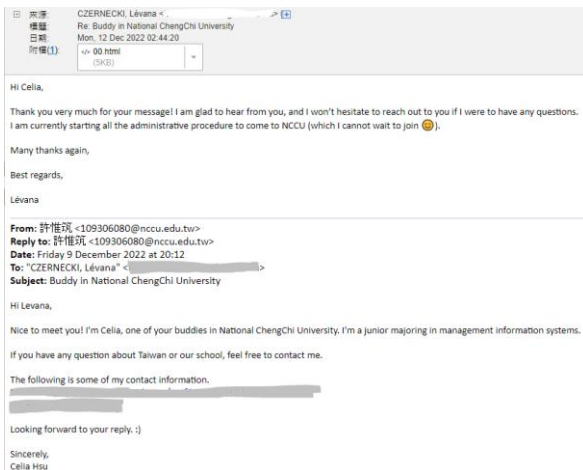 來源: CZERNECKI, Lévana < >
標題: Re: Buddy in National ChengChi University
日期: Mon, 12 Dec 2022 02:44:20
附檔(1): </> 00.html
(5KB)
Hi Celia,
Thank you very much for your message! I am glad to hear from you, and I won't hesitate to reach out to you if I were to have any questions.
I am currently starting all the administrative procedure to come to NCCU (which I cannot wait to join 😊).
Many thanks again,
Best regards,
Lévana
From: 許惟筑 <109306080@nccu.edu.tw>
Reply to: 許惟筑 <109306080@nccu.edu.tw>
Date: Friday 9 December 2022 at 20:12
To: "CZERNECKI, Lévana" < >
Subject: Buddy in National ChengChi University
Hi Levana,
Nice to meet you! I'm Celia, one of your buddies in National ChengChi University. I'm a junior majoring in management information systems.
If you have any question about Taiwan or our school, feel free to contact me.
The following is some of my contact information.
Looking forward to your reply. :)
Sincerely,
Celia Hsu